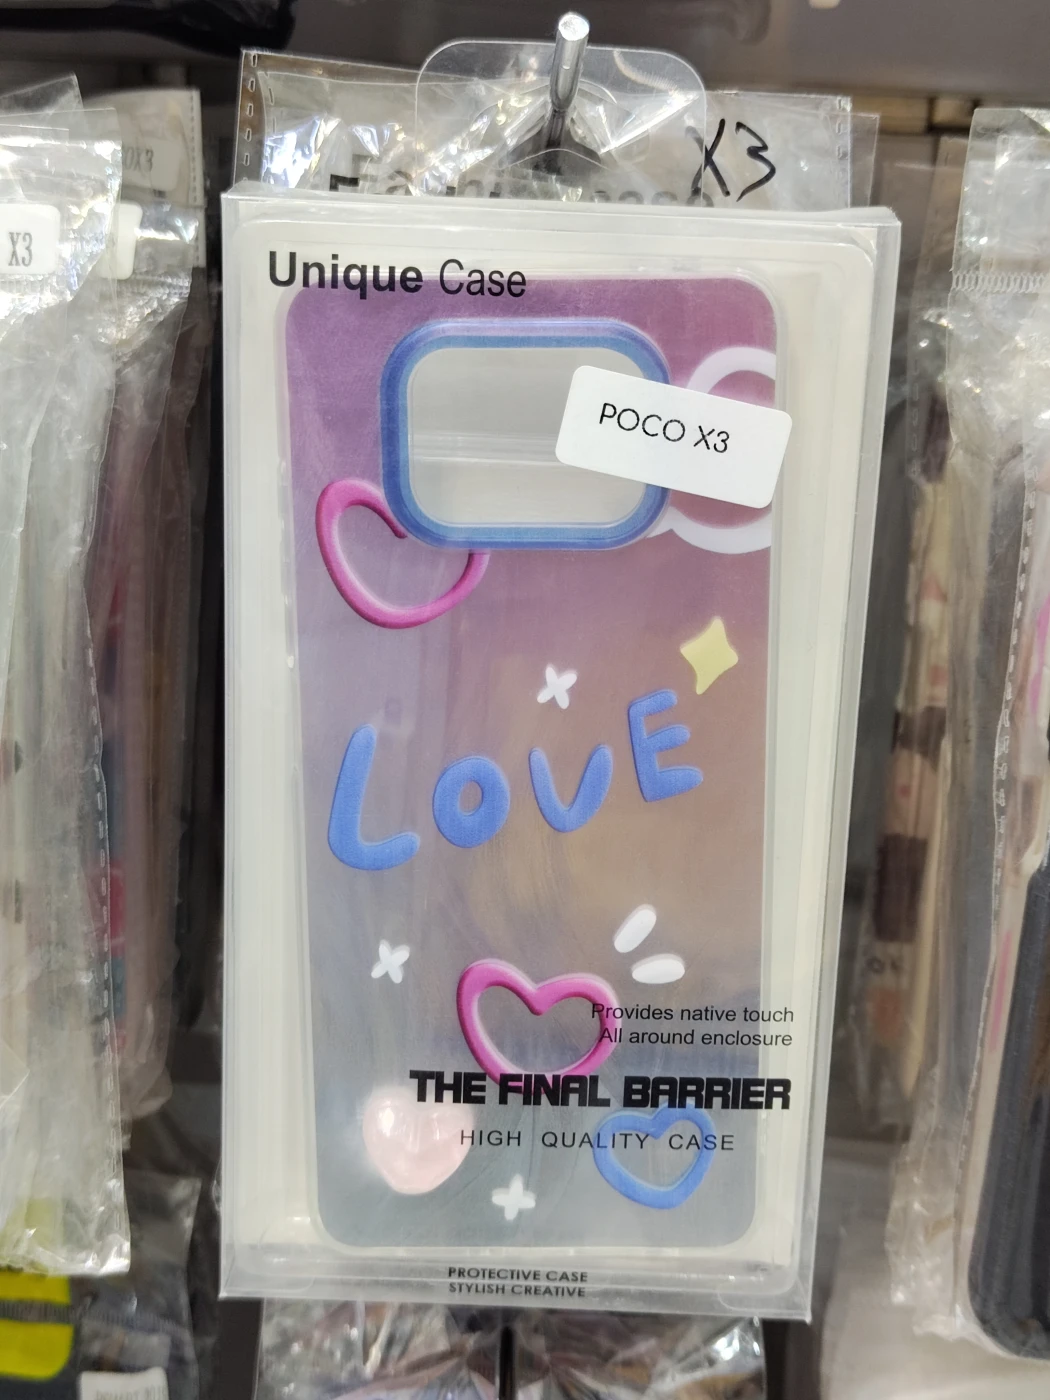 X3
X3
Unique Case
POCO X3
LOVE
Provides native touch
All around enclosure
THE FINAL BARRIER
HIGH QUALITY CASE
PROTECTIVE CASE
STYLISH CREATIVE